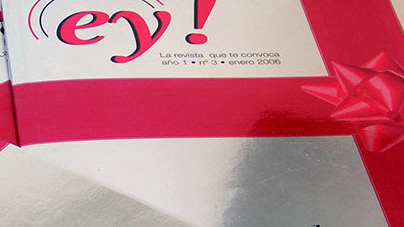 ey!
La revista que te convoca
año 1 • nº 3 • enero 2006